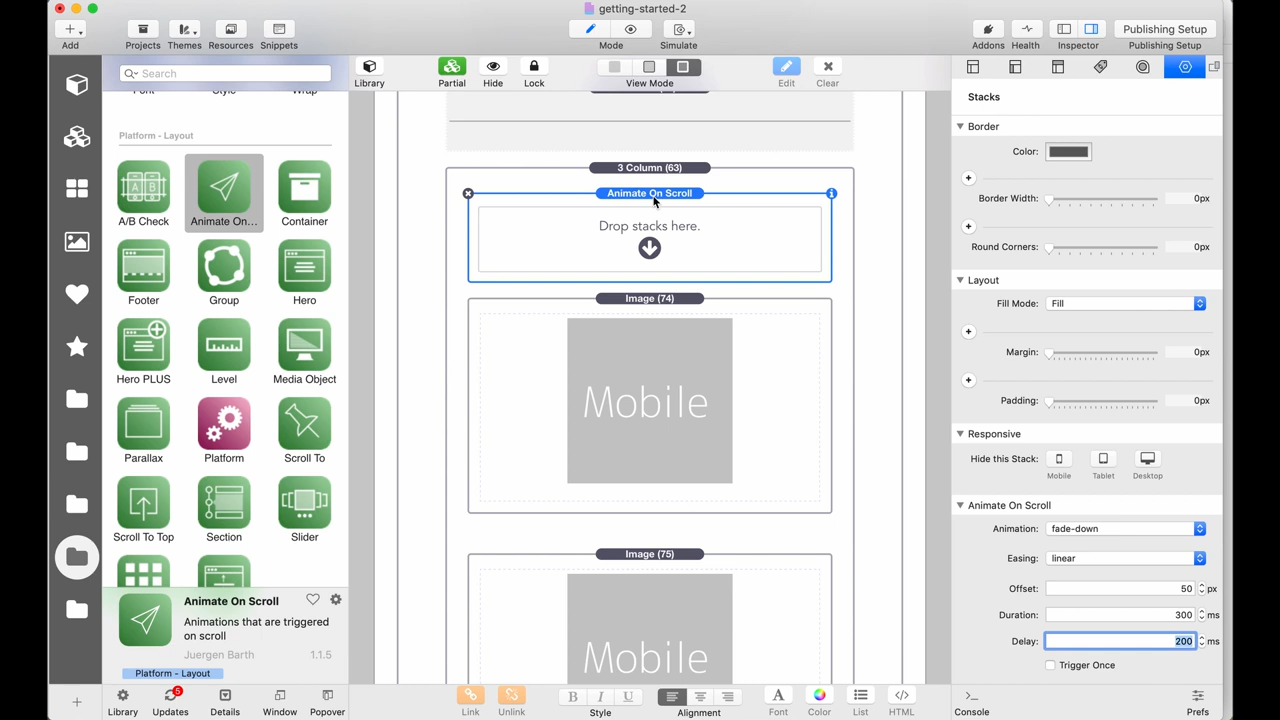 getting-started-2
Add
Projects
Themes
Resources
Snippets
Mode
Simulate
Addons
Health
Inspector
Publishing Setup
Publishing Setup
Search
Library
Partial
Hide
Lock
View Mode
Edit
Clear
Font
Style
Wrap
Platform - Layout
A/B Check
Animate On...
Container
Footer
Group
Hero
Hero PLUS
Level
Media Object
Parallax
Platform
Scroll To
Scroll To Top
Section
Slider
Animate On Scroll
Animations that are triggered
on scroll
Juergen Barth
1.1.5
Platform - Layout
Library
5
Updates
Details
Window
Popover
3 Column (63)
Animate On Scroll
Drop stacks here.
Image (74)
Mobile
Image (75)
Mobile
Link
Unlink
B I U
Style
Alignment
A
Font
Color
List
HTML
Stacks
Border
Color:
Border Width:
0px
Round Corners:
0px
Layout
Fill Mode:
Fill
Margin:
0px
Padding:
0px
Responsive
Hide this Stack:
Mobile
Tablet
Desktop
Animate On Scroll
Animation:
fade-down
Easing:
linear
Offset:
50
px
Duration:
300
ms
Delay:
200
ms
Trigger Once
Console
Prefs